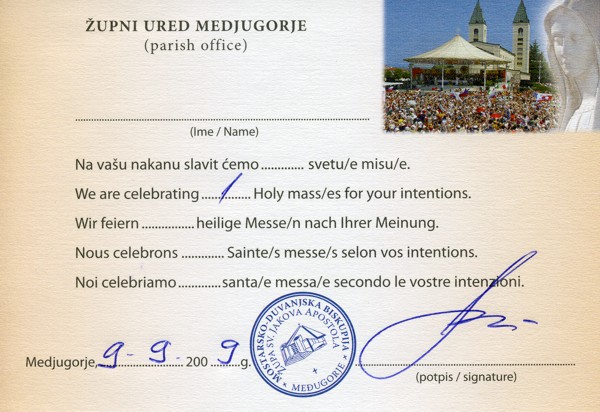 ŽUPNI URED MEDJUGORJE
(parish office)
(Ime / Name)
Na vašu nakanu slavit ćemo ............ svetu/e misu/e.
We are celebrating ...1... Holy mass/es for your intentions.
Wir feiern ............... heilige Messe/n nach Ihrer Meinung.
Nous celebrons ............ Sainte/s messe/s selon vos intentions.
Noi celebriamo ............ santa/e messa/e secondo le vostre intenzioni.
MOSTARSKO-DUVANJSKA BISKUPIJA
ŽUPA SV. JAKOVA APOSTOLA
MEĐUGORJE
Medjugorje, 9-9- 200 9 g.
(potpis / signature)